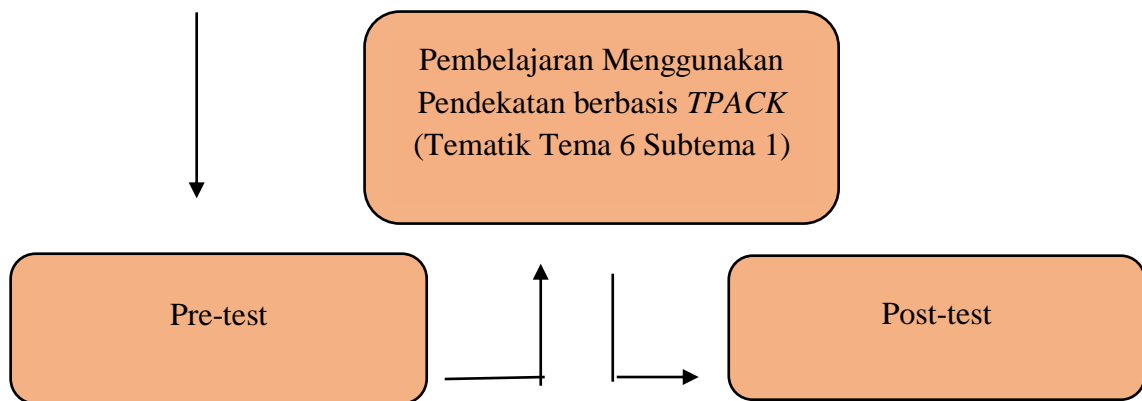 Pembelajaran Menggunakan
Pendekatan berbasis TPACK
(Tematik Tema 6 Subtema 1)
Pre-test
Post-test